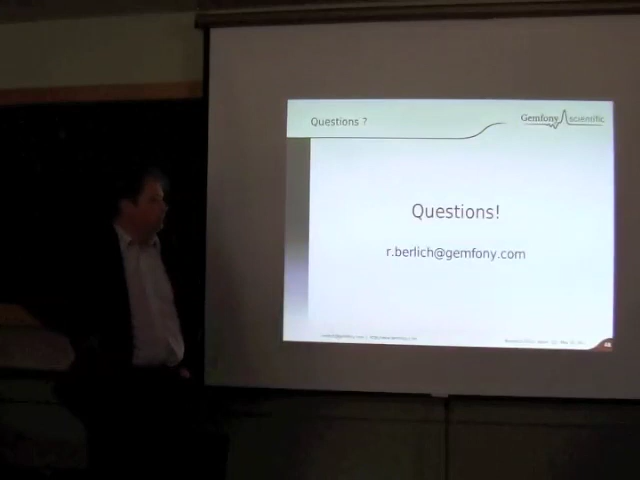 Questions ?
Gemfony scientific
Questions!
r.berlich@gemfony.com